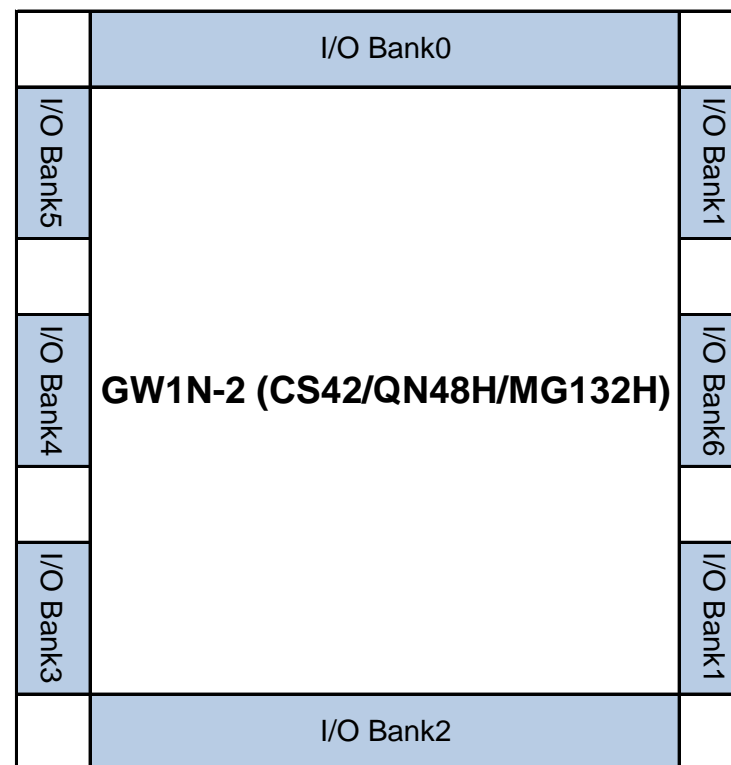 I/O Bank0
I/O Bank5
I/O Bank1
I/O Bank4
GW1N-2 (CS42/QN48H/MG132H)
I/O Bank6
I/O Bank3
I/O Bank1
I/O Bank2